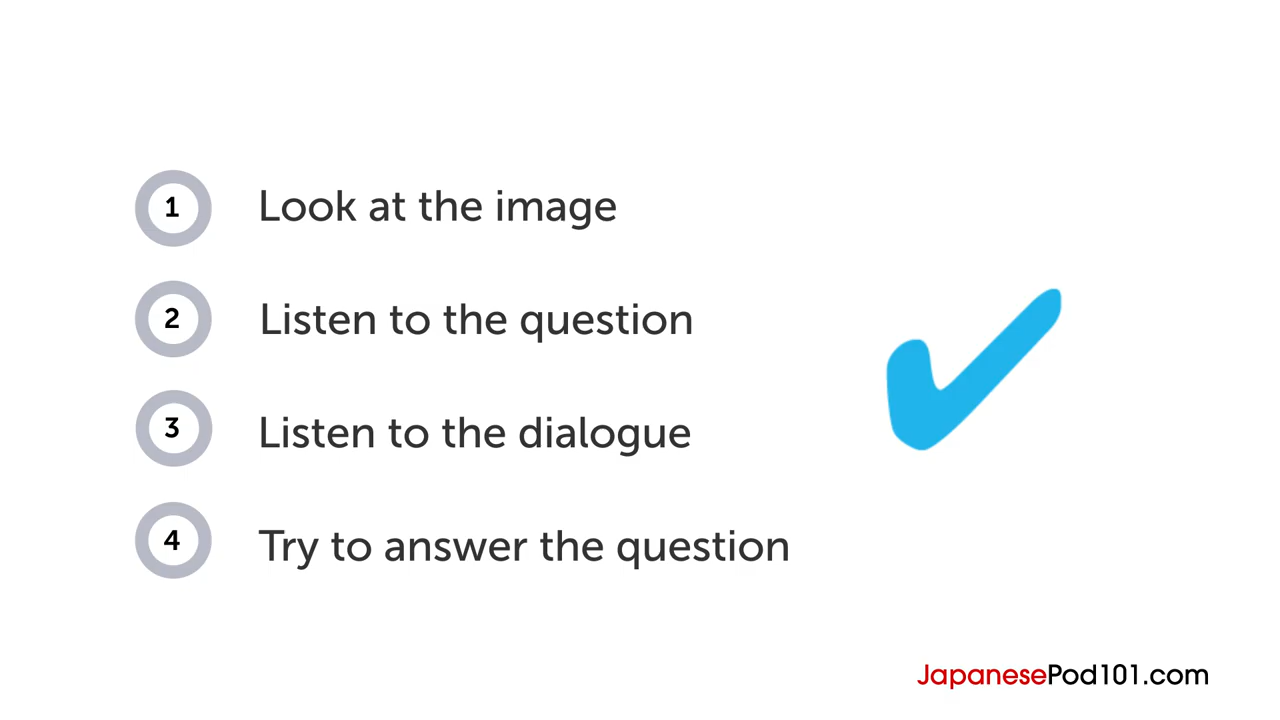 1 Look at the image
2 Listen to the question
3 Listen to the dialogue
4 Try to answer the question
JapanesePod101.com